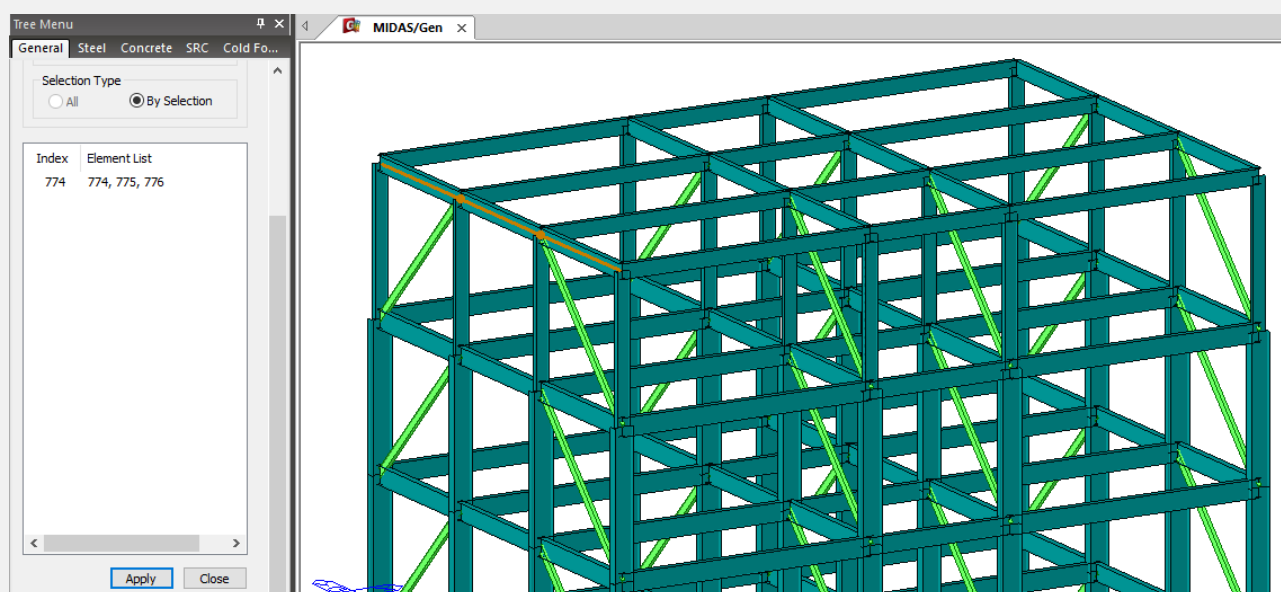 Tree Menu
MIDAS/Gen
General Steel Concrete SRC Cold Fo...
Selection Type
All By Selection
Index Element List
774 774, 775, 776
Apply Close